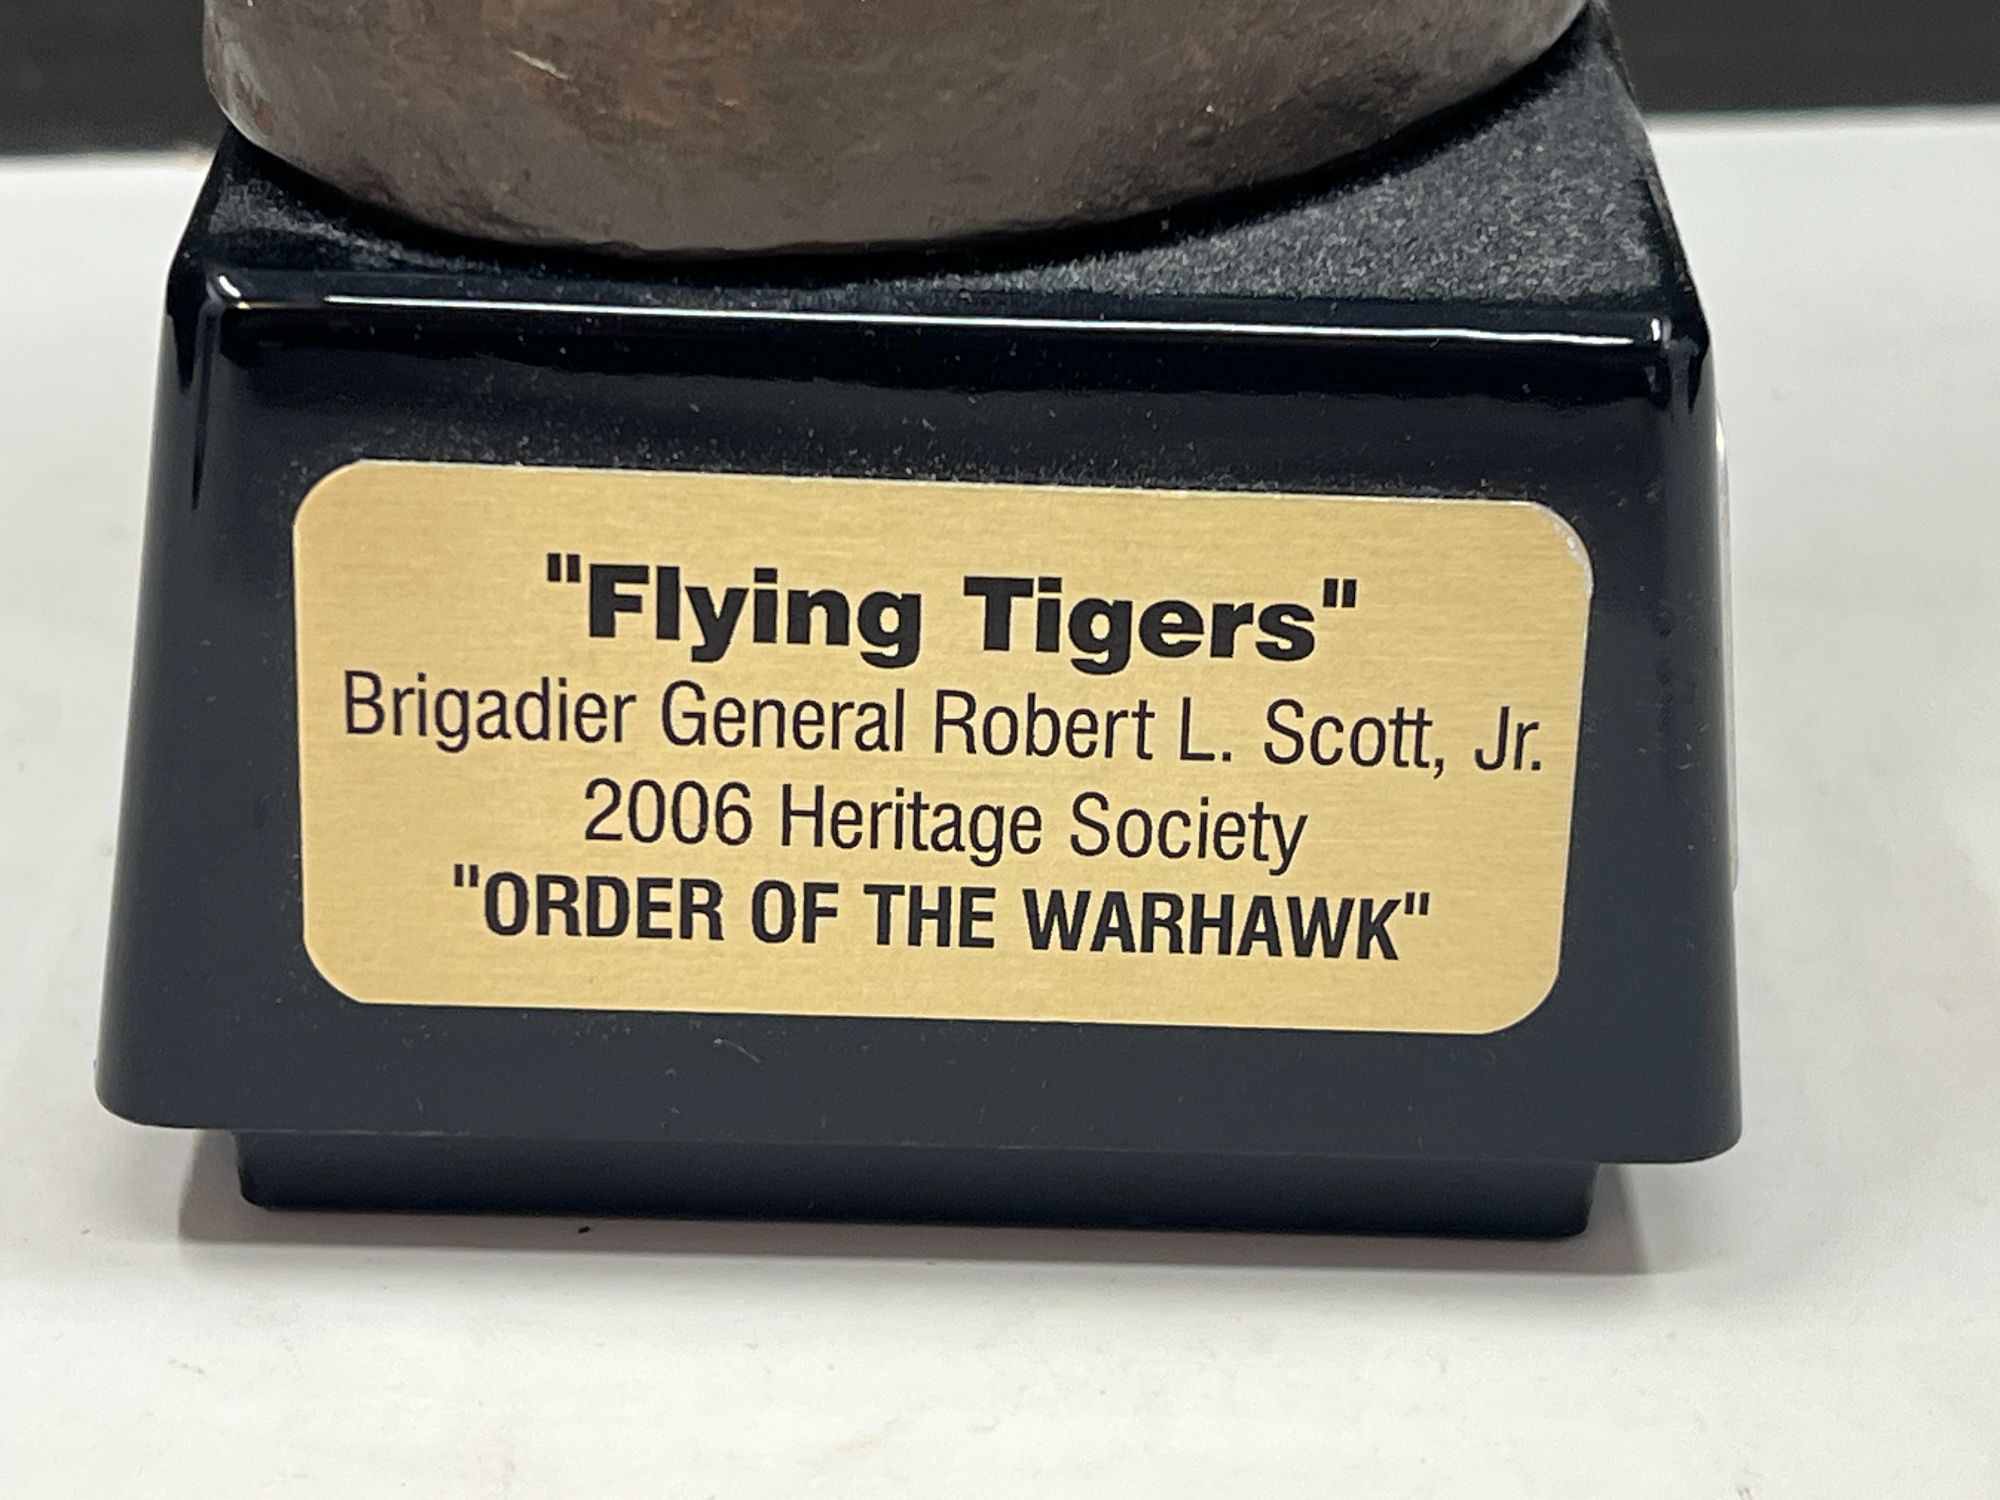 "Flying Tigers"
Brigadier General Robert L. Scott, Jr.
2006 Heritage Society
"ORDER OF THE WARHAWK"